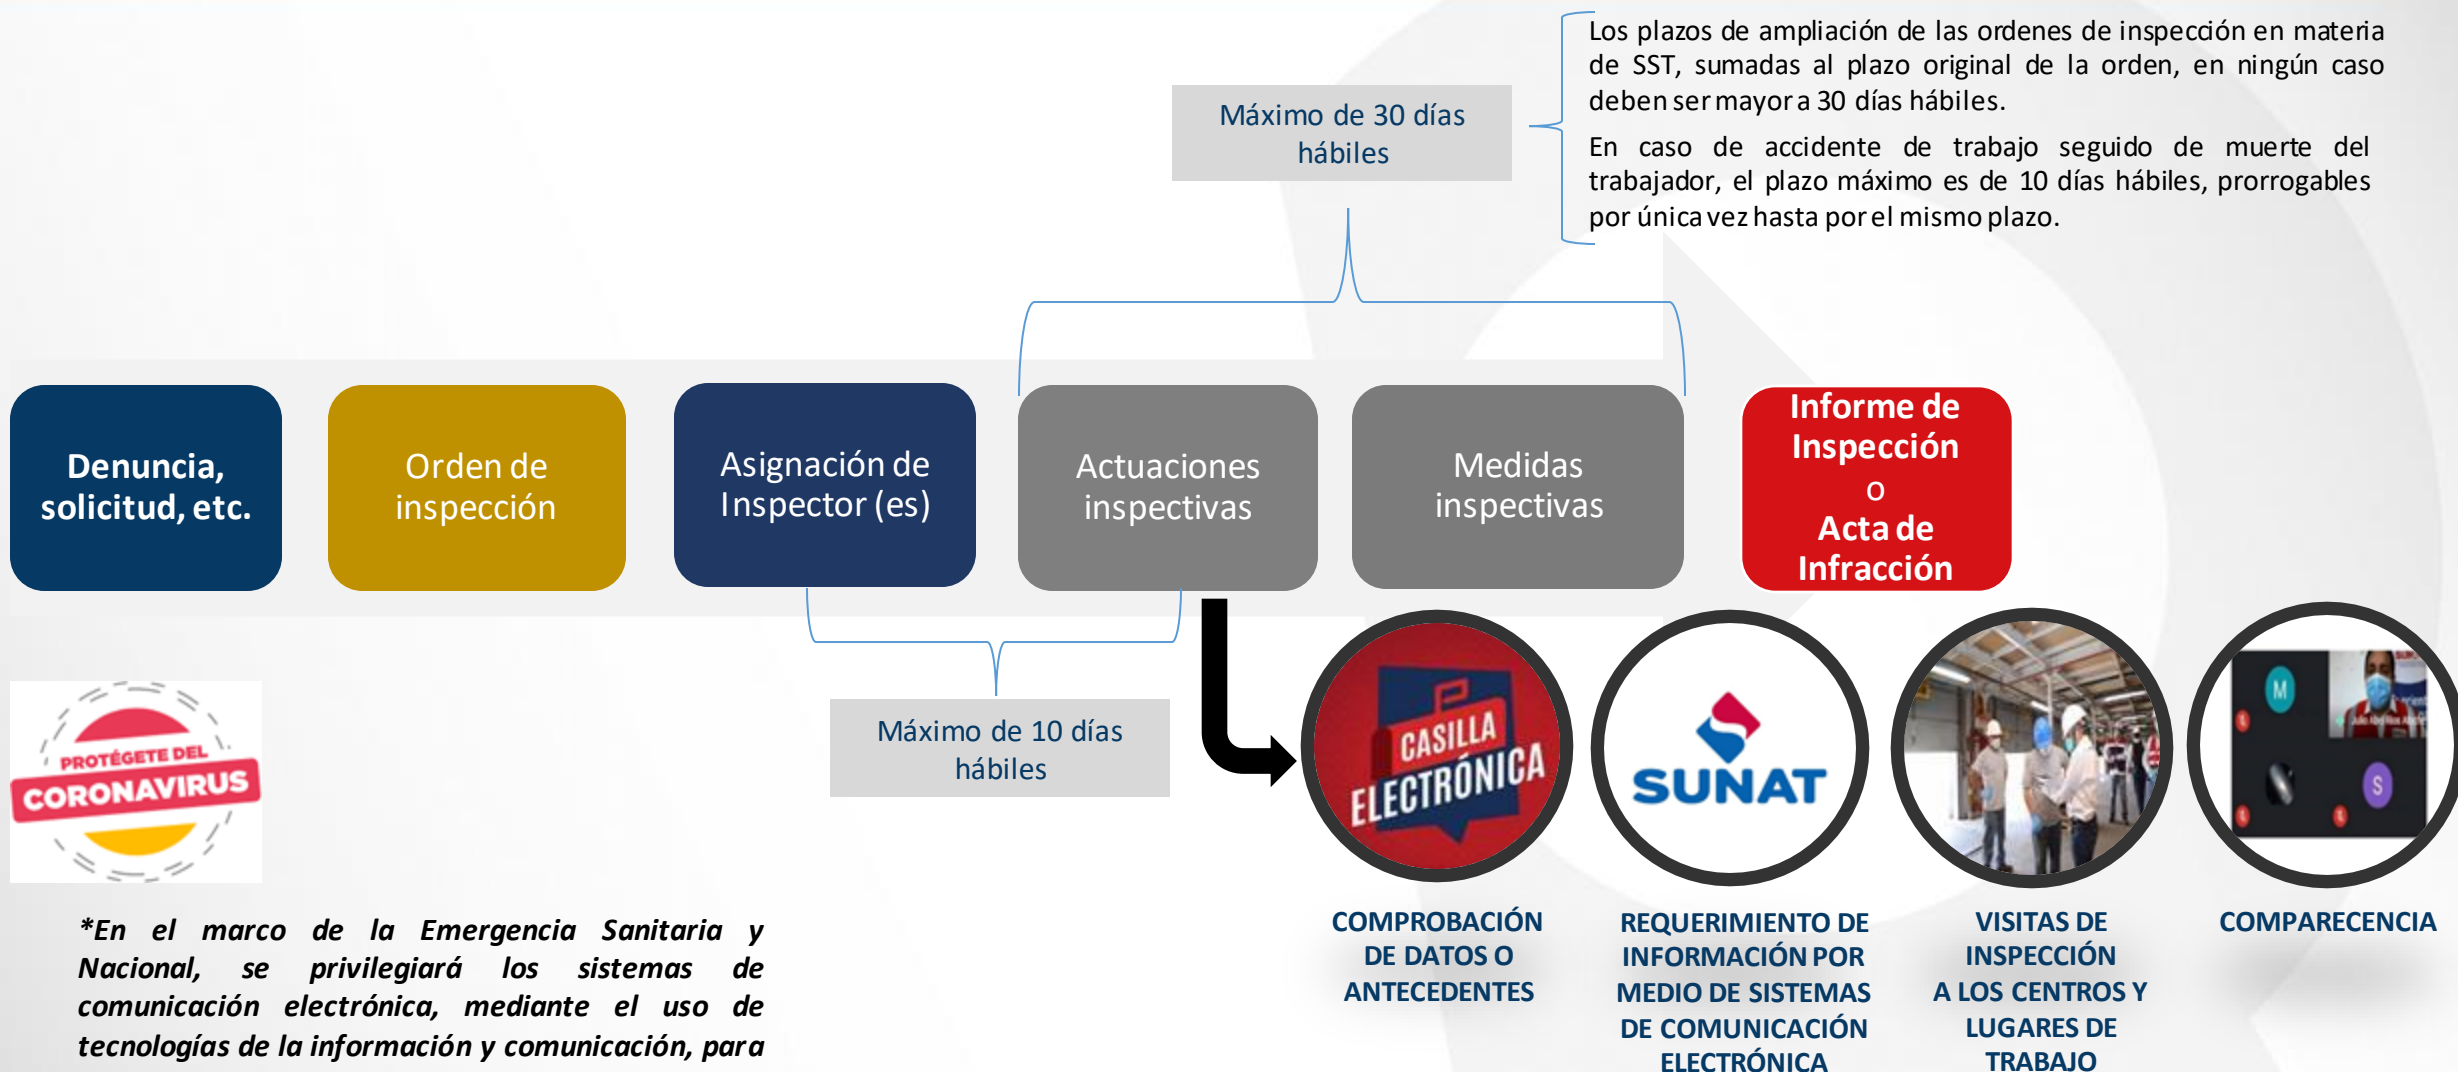 Los plazos de ampliación de las ordenes de inspección en materia
de SST, sumadas al plazo original de la orden, en ningún caso
deben ser mayor a 30 días hábiles.
En caso de accidente de trabajo seguido de muerte del
trabajador, el plazo máximo es de 10 días hábiles, prorrogables
por única vez hasta por el mismo plazo.
Máximo de 30 días
hábiles
Denuncia,
solicitud, etc.
Orden de
inspección
Asignación de
Inspector (es)
Actuaciones
inspectivas
Medidas
inspectivas
Informe de
Inspección
o
Acta de
Infracción
Máximo de 10 días
hábiles
PROTÉGETE DEL
CORONAVIRUS
CASILLA
ELECTRÓNICA
SUNAT
M
S
COMPROBACIÓN
DE DATOS O
ANTECEDENTES
REQUERIMIENTO DE
INFORMACIÓN POR
MEDIO DE SISTEMAS
DE COMUNICACIÓN
ELECTRÓNICA
VISITAS DE
INSPECCIÓN
A LOS CENTROS Y
LUGARES DE
TRABAJO
COMPARECENCIA
*En el marco de la Emergencia Sanitaria y
Nacional, se privilegiará los sistemas de
comunicación electrónica, mediante el uso de
tecnologías de la información y comunicación, para